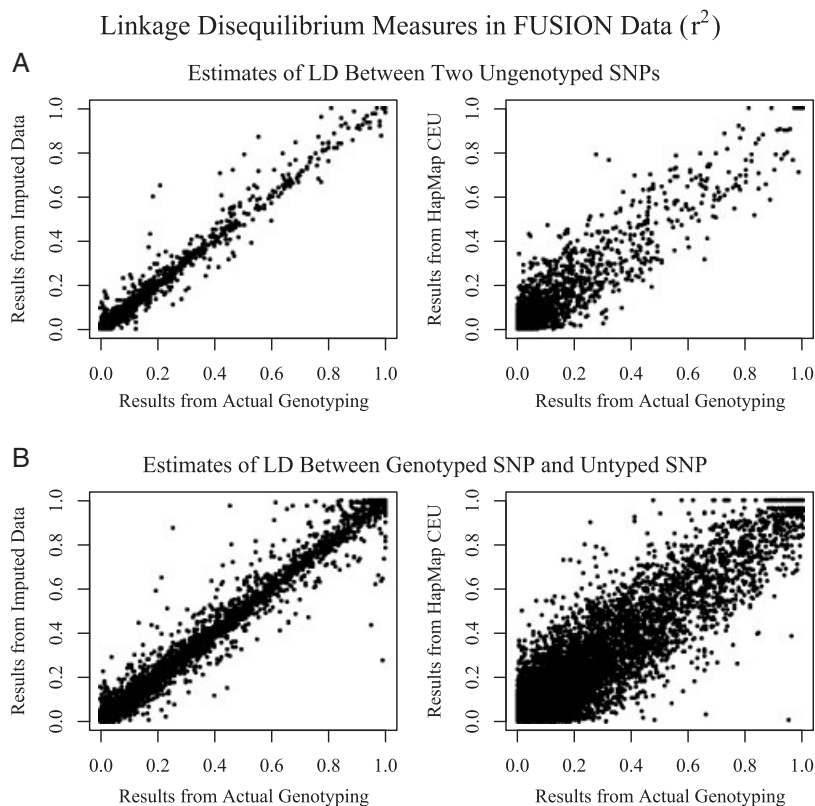 Linkage Disequilibrium Measures in FUSION Data (r²)
A
Estimates of LD Between Two Ungenotyped SNPs
Results from Imputed Data
0.0 0.2 0.4 0.6 0.8 1.0
0.0 0.2 0.4 0.6 0.8 1.0
Results from Actual Genotyping
Results from HapMap CEU
0.0 0.2 0.4 0.6 0.8 1.0
0.0 0.2 0.4 0.6 0.8 1.0
Results from Actual Genotyping
B
Estimates of LD Between Genotyped SNP and Untyped SNP
Results from Imputed Data
0.0 0.2 0.4 0.6 0.8 1.0
0.0 0.2 0.4 0.6 0.8 1.0
Results from Actual Genotyping
Results from HapMap CEU
0.0 0.2 0.4 0.6 0.8 1.0
0.0 0.2 0.4 0.6 0.8 1.0
Results from Actual Genotyping